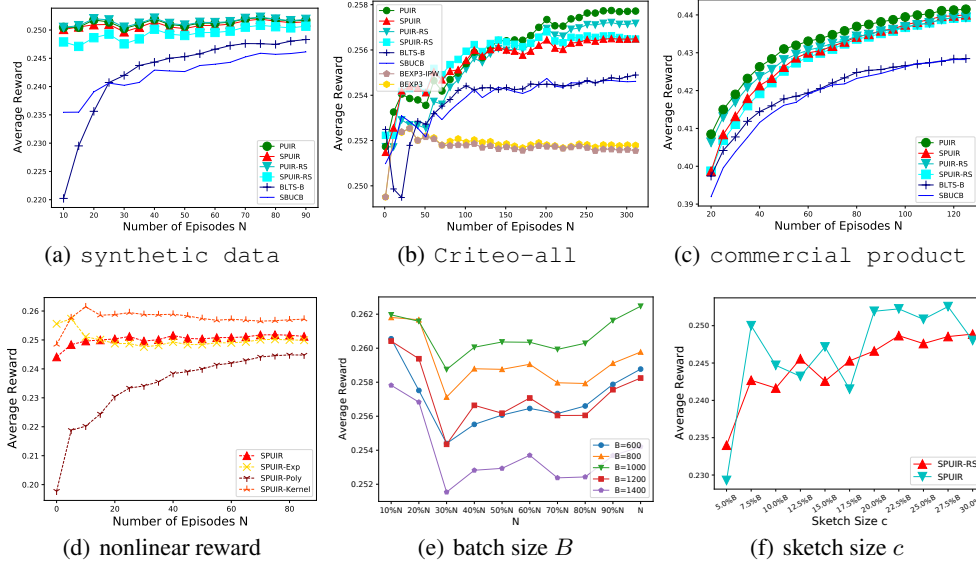 0.250
0.245
0.240
0.235
0.230
0.225
0.220
Average Reward
10 20 30 40 50 60 70 80 90
Number of Episodes N
PUIR
SPUIR
PUIR-RS
SPUIR-RS
BLTS-B
SBUCB
(a) synthetic data
0.258
0.256
0.254
0.252
0.250
Average Reward
0 50 100 150 200 250 300
Number of Episodes N
PUIR
SPUIR
PUIR-RS
SPUIR-RS
BLTS-B
SBUCB
BEXP3-IPW
BEXP3
(b) Criteo-all
0.44
0.43
0.42
0.41
0.40
0.39
Average Reward
20 40 60 80 100 120
Number of Episodes N
PUIR
SPUIR
PUIR-RS
SPUIR-RS
BLTS-B
SBUCB
(c) commercial product
0.26
0.25
0.24
0.23
0.22
0.21
0.20
Average Reward
0 20 40 60 80
Number of Episodes N
SPUIR
SPUIR-Exp
SPUIR-Poly
SPUIR-Kernel
(d) nonlinear reward
0.262
0.260
0.258
0.256
0.254
0.252
Average Reward
10%N 20%N 30%N 40%N 50%N 60%N 70%N 80%N 90%N N
N
B=600
B=800
B=1000
B=1200
B=1400
(e) batch size B
0.250
0.245
0.240
0.235
0.230
Average Reward
5.0%B 7.5%B 10.0%B 12.5%B 15.0%B 17.5%B 20.0%B 22.5%B 25.0%B 27.5%B 30.0%B
Sketch Size c
SPUIR-RS
SPUIR
(f) sketch size c